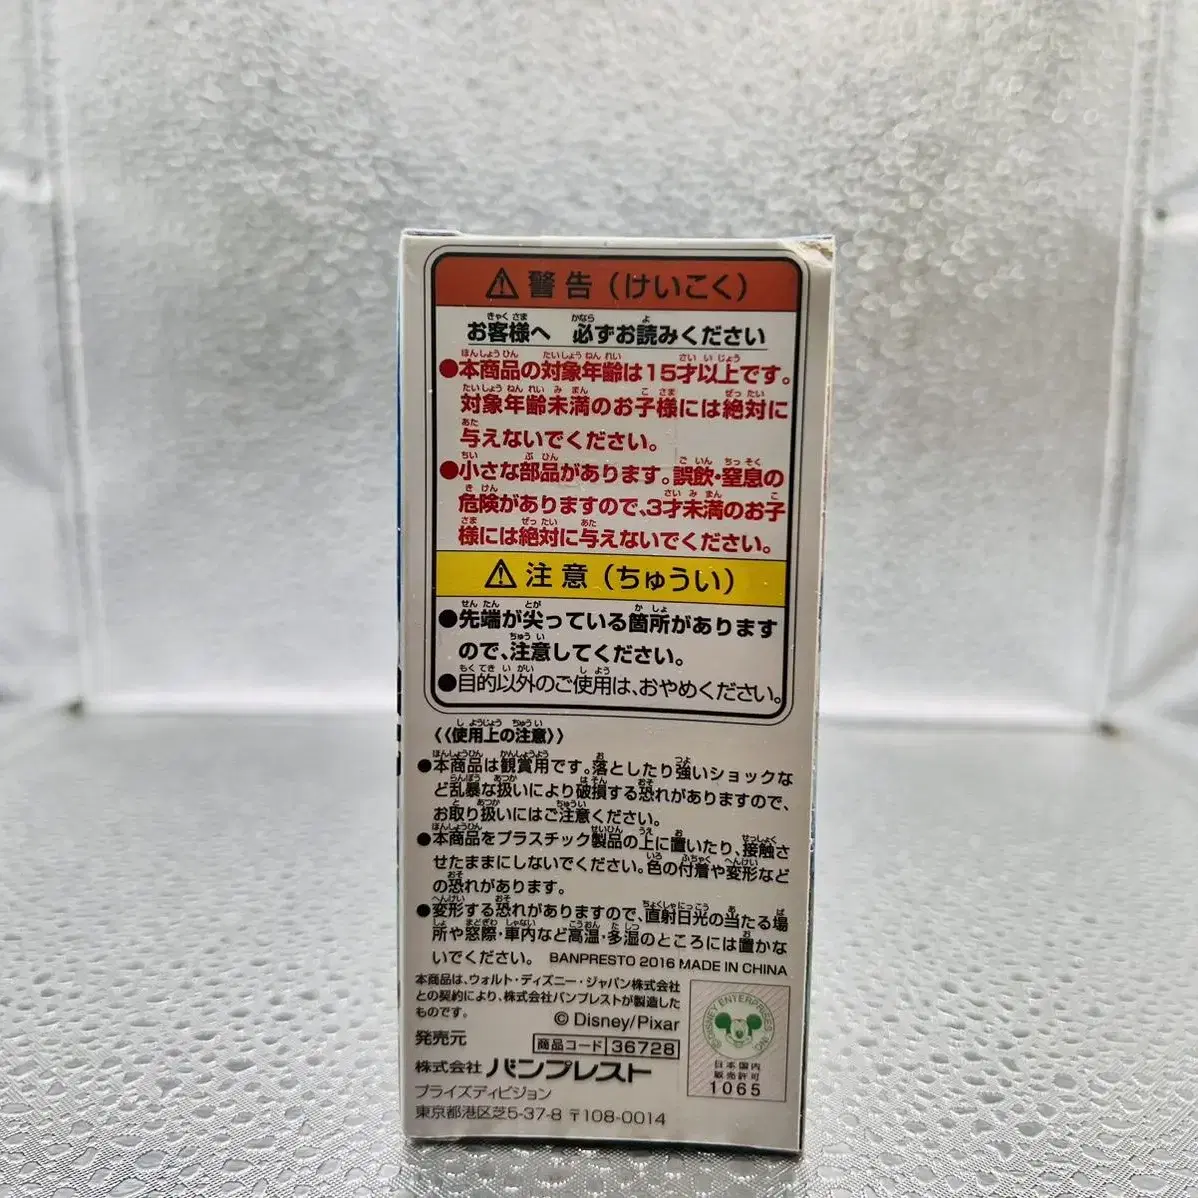 ⚠ 警告（けいこく）
お客様へ 必ずお読みください
●本商品の対象年齢は15才以上です。
対象年齢未満のお子様には絶対に
与えないでください。
●小さな部品があります。誤飲・窒息の
危険がありますので、3才未満のお子
様には絶対に与えないでください。
⚠ 注意（ちゅうい）
●先端が尖っている箇所があります
ので、注意してください。
●目的以外のご使用は、おやめください。
《使用上の注意》
●本商品は観賞用です。落としたり強いショックな
ど乱暴な扱いにより破損する恐れがありますので、
お取り扱いにはご注意ください。
●本商品をプラスチック製品の上に置いたり、接触さ
せたままにしないでください。色の付着や変形など
の恐れがあります。
●変形する恐れがありますので、直射日光の当たる場
所や窓際・車内など高温・多湿のところには置かな
いでください。 BANPRESTO 2016 MADE IN CHINA
本商品は、ウォルト・ディズニー・ジャパン株式会社
との契約により、株式会社バンプレストが製造した
ものです。
© Disney/Pixar
発売元
商品コード 36728
株式会社 バンプレスト
プライズディビジョン
東京都港区芝5-37-8 〒108-0014
©DISNEY ENTERPRISES INC.
日本国内
販売許可
1065